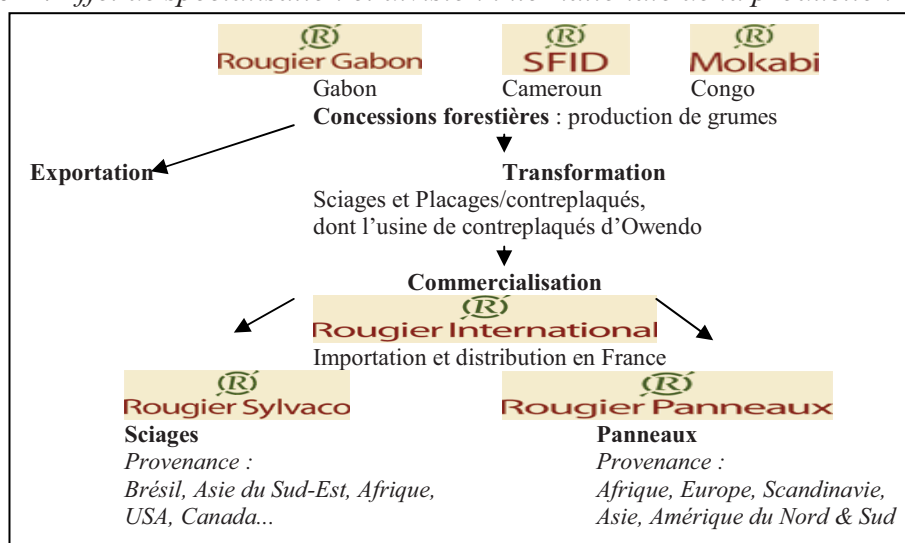 Rougier Gabon SFID Mokabi
Gabon Cameroun Congo
Concessions forestières : production de grumes
Exportation Transformation
Sciages et Placages/contreplaqués,
dont l'usine de contreplaqués d'Owendo
Commercialisation
Rougier International
Importation et distribution en France
Rougier Sylvaco
Sciages
Provenance :
Brésil, Asie du Sud-Est, Afrique,
USA, Canada...
Rougier Panneaux
Panneaux
Provenance :
Afrique, Europe, Scandinavie,
Asie, Amérique du Nord & Sud